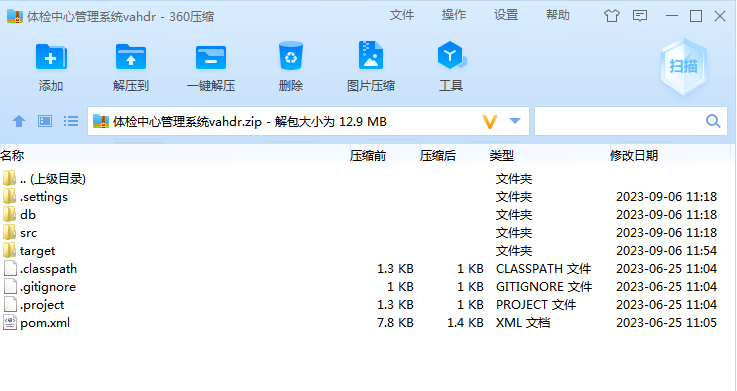 体检中心管理系统vahdr - 360压缩 文件 操作 设置 帮助
添加 解压到 一键解压 删除 图片压缩 工具 扫描
体检中心管理系统vahdr.zip - 解包大小为 12.9 MB
名称 压缩前 压缩后 类型 修改日期
.. (上级目录) 文件夹
.settings 文件夹 2023-09-06 11:18
db 文件夹 2023-09-06 11:18
src 文件夹 2023-09-06 11:18
target 文件夹 2023-09-06 11:54
.classpath 1.3 KB 1 KB CLASSPATH 文件 2023-06-25 11:04
.gitignore 1 KB 1 KB GITIGNORE 文件 2023-06-25 11:04
.project 1.3 KB 1 KB PROJECT 文件 2023-06-25 11:04
pom.xml 7.8 KB 1.4 KB XML 文档 2023-06-25 11:05